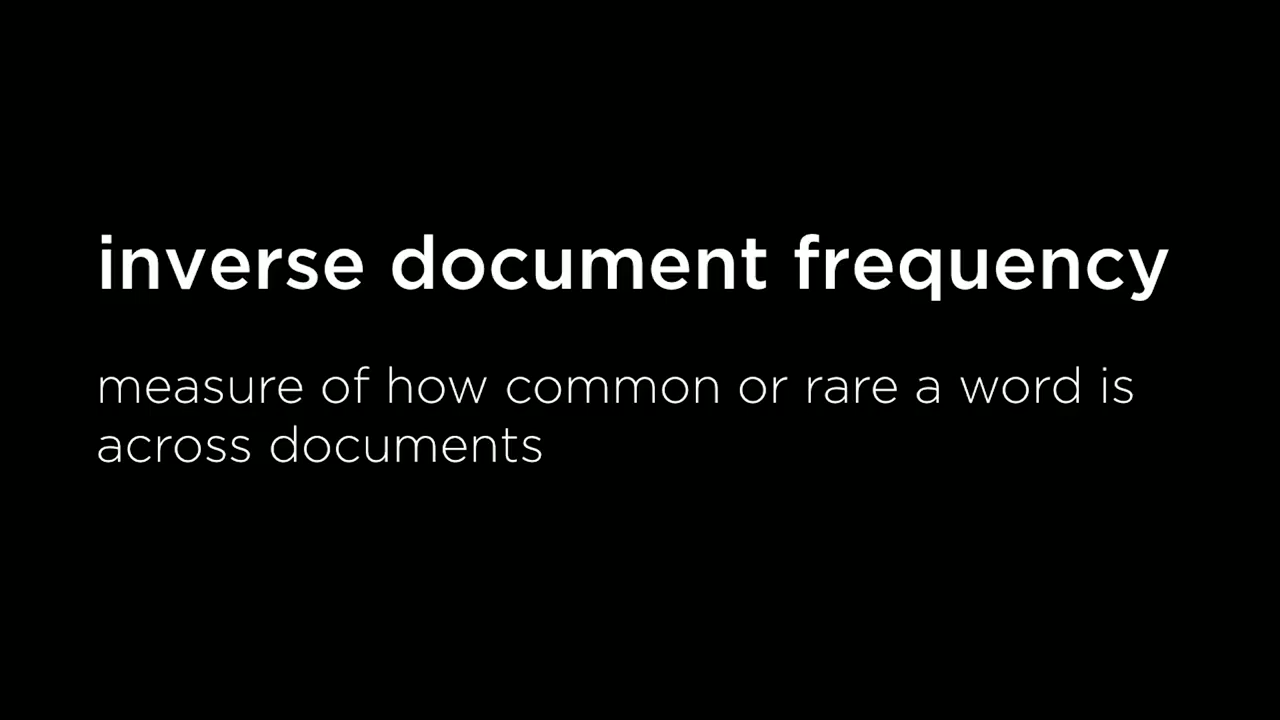 inverse document frequency
measure of how common or rare a word is
across documents